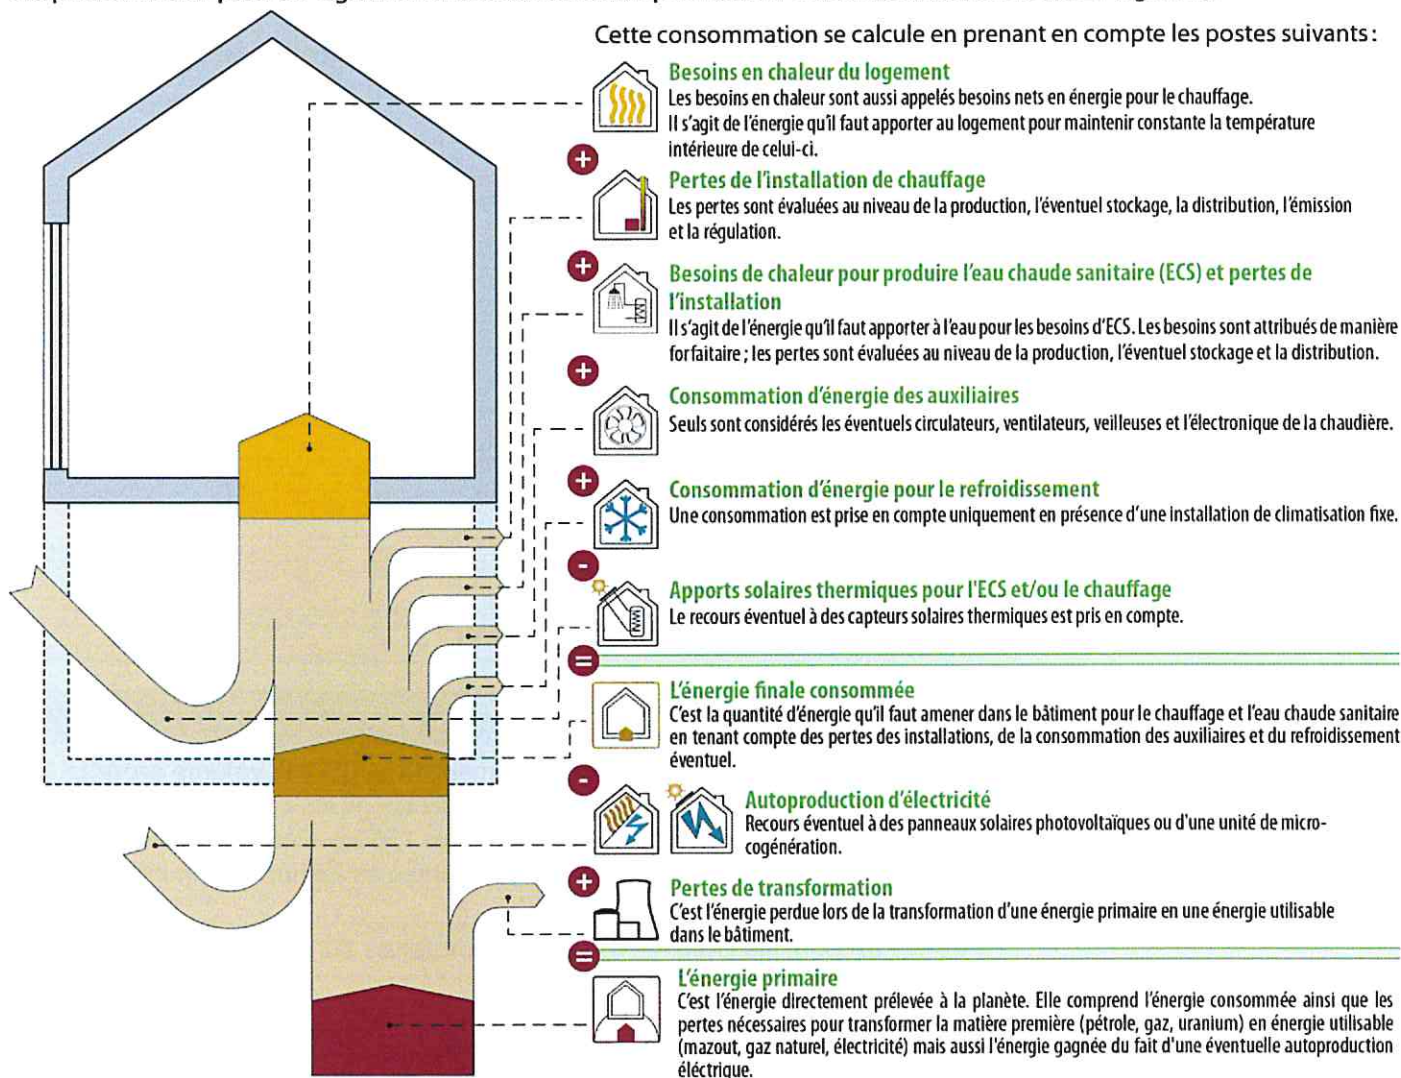 Cette consommation se calcule en prenant en compte les postes suivants :
Besoins en chaleur du logement
Les besoins en chaleur sont aussi appelés besoins nets en énergie pour le chauffage.
Il s'agit de l'énergie qu'il faut apporter au logement pour maintenir constante la température
intérieure de celui-ci.
+
Pertes de l'installation de chauffage
Les pertes sont évaluées au niveau de la production, l'éventuel stockage, la distribution, l'émission
et la régulation.
+
Besoins de chaleur pour produire l'eau chaude sanitaire (ECS) et pertes de
l'installation
Il s'agit de l'énergie qu'il faut apporter à l'eau pour les besoins d'ECS. Les besoins sont attribués de manière
forfaitaire ; les pertes sont évaluées au niveau de la production, l'éventuel stockage et la distribution.
+
Consommation d'énergie des auxiliaires
Seuls sont considérés les éventuels circulateurs, ventilateurs, veilleuses et l'électronique de la chaudière.
+
Consommation d'énergie pour le refroidissement
Une consommation est prise en compte uniquement en présence d'une installation de climatisation fixe.
-
Apports solaires thermiques pour l'ECS et/ou le chauffage
Le recours éventuel à des capteurs solaires thermiques est pris en compte.
=
L'énergie finale consommée
C'est la quantité d'énergie qu'il faut amener dans le bâtiment pour le chauffage et l'eau chaude sanitaire
en tenant compte des pertes des installations, de la consommation des auxiliaires et du refroidissement
éventuel.
-
Autoproduction d'électricité
Recours éventuel à des panneaux solaires photovoltaïques ou d'une unité de micro-
cogénération.
+
Pertes de transformation
C'est l'énergie perdue lors de la transformation d'une énergie primaire en une énergie utilisable
dans le bâtiment.
=
L'énergie primaire
C'est l'énergie directement prélevée à la planète. Elle comprend l'énergie consommée ainsi que les
pertes nécessaires pour transformer la matière première (pétrole, gaz, uranium) en énergie utilisable
(mazout, gaz naturel, électricité) mais aussi l'énergie gagnée du fait d'une éventuelle autoproduction
éléctrique.